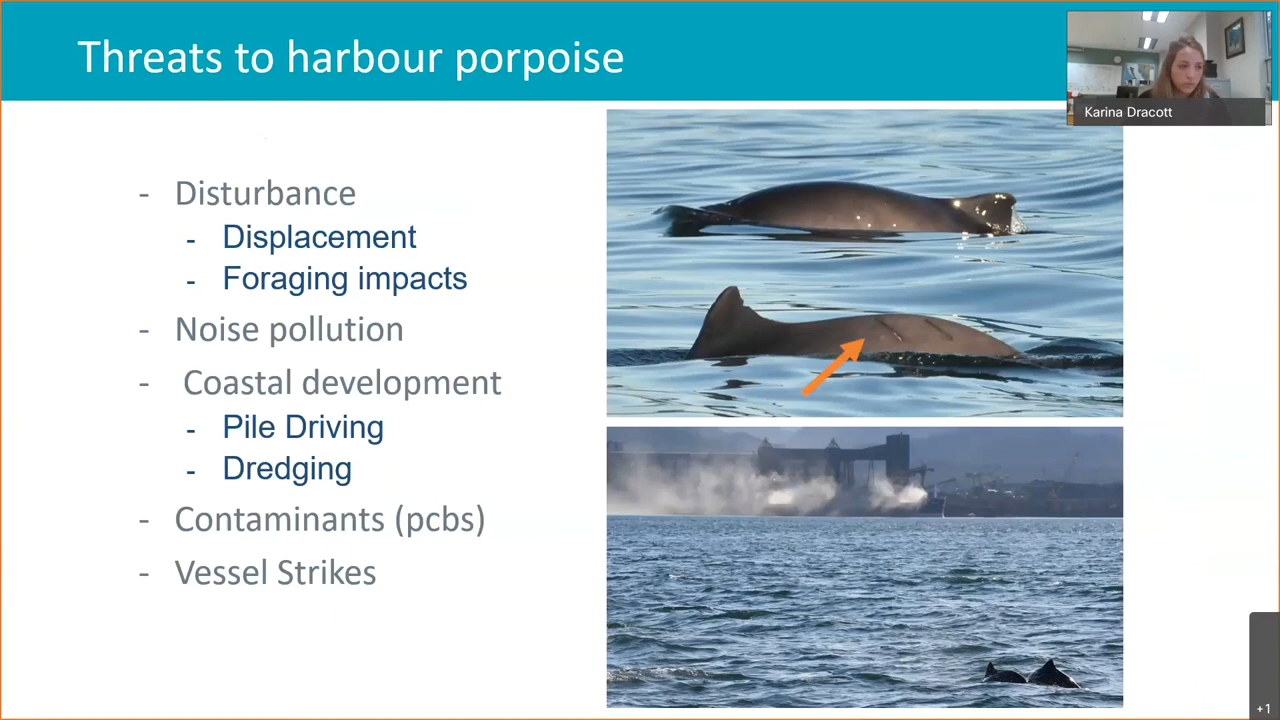 Threats to harbour porpoise
Karina Dracott
- Disturbance
- Displacement
- Foraging impacts
- Noise pollution
- Coastal development
- Pile Driving
- Dredging
- Contaminants (pcbs)
- Vessel Strikes
+1